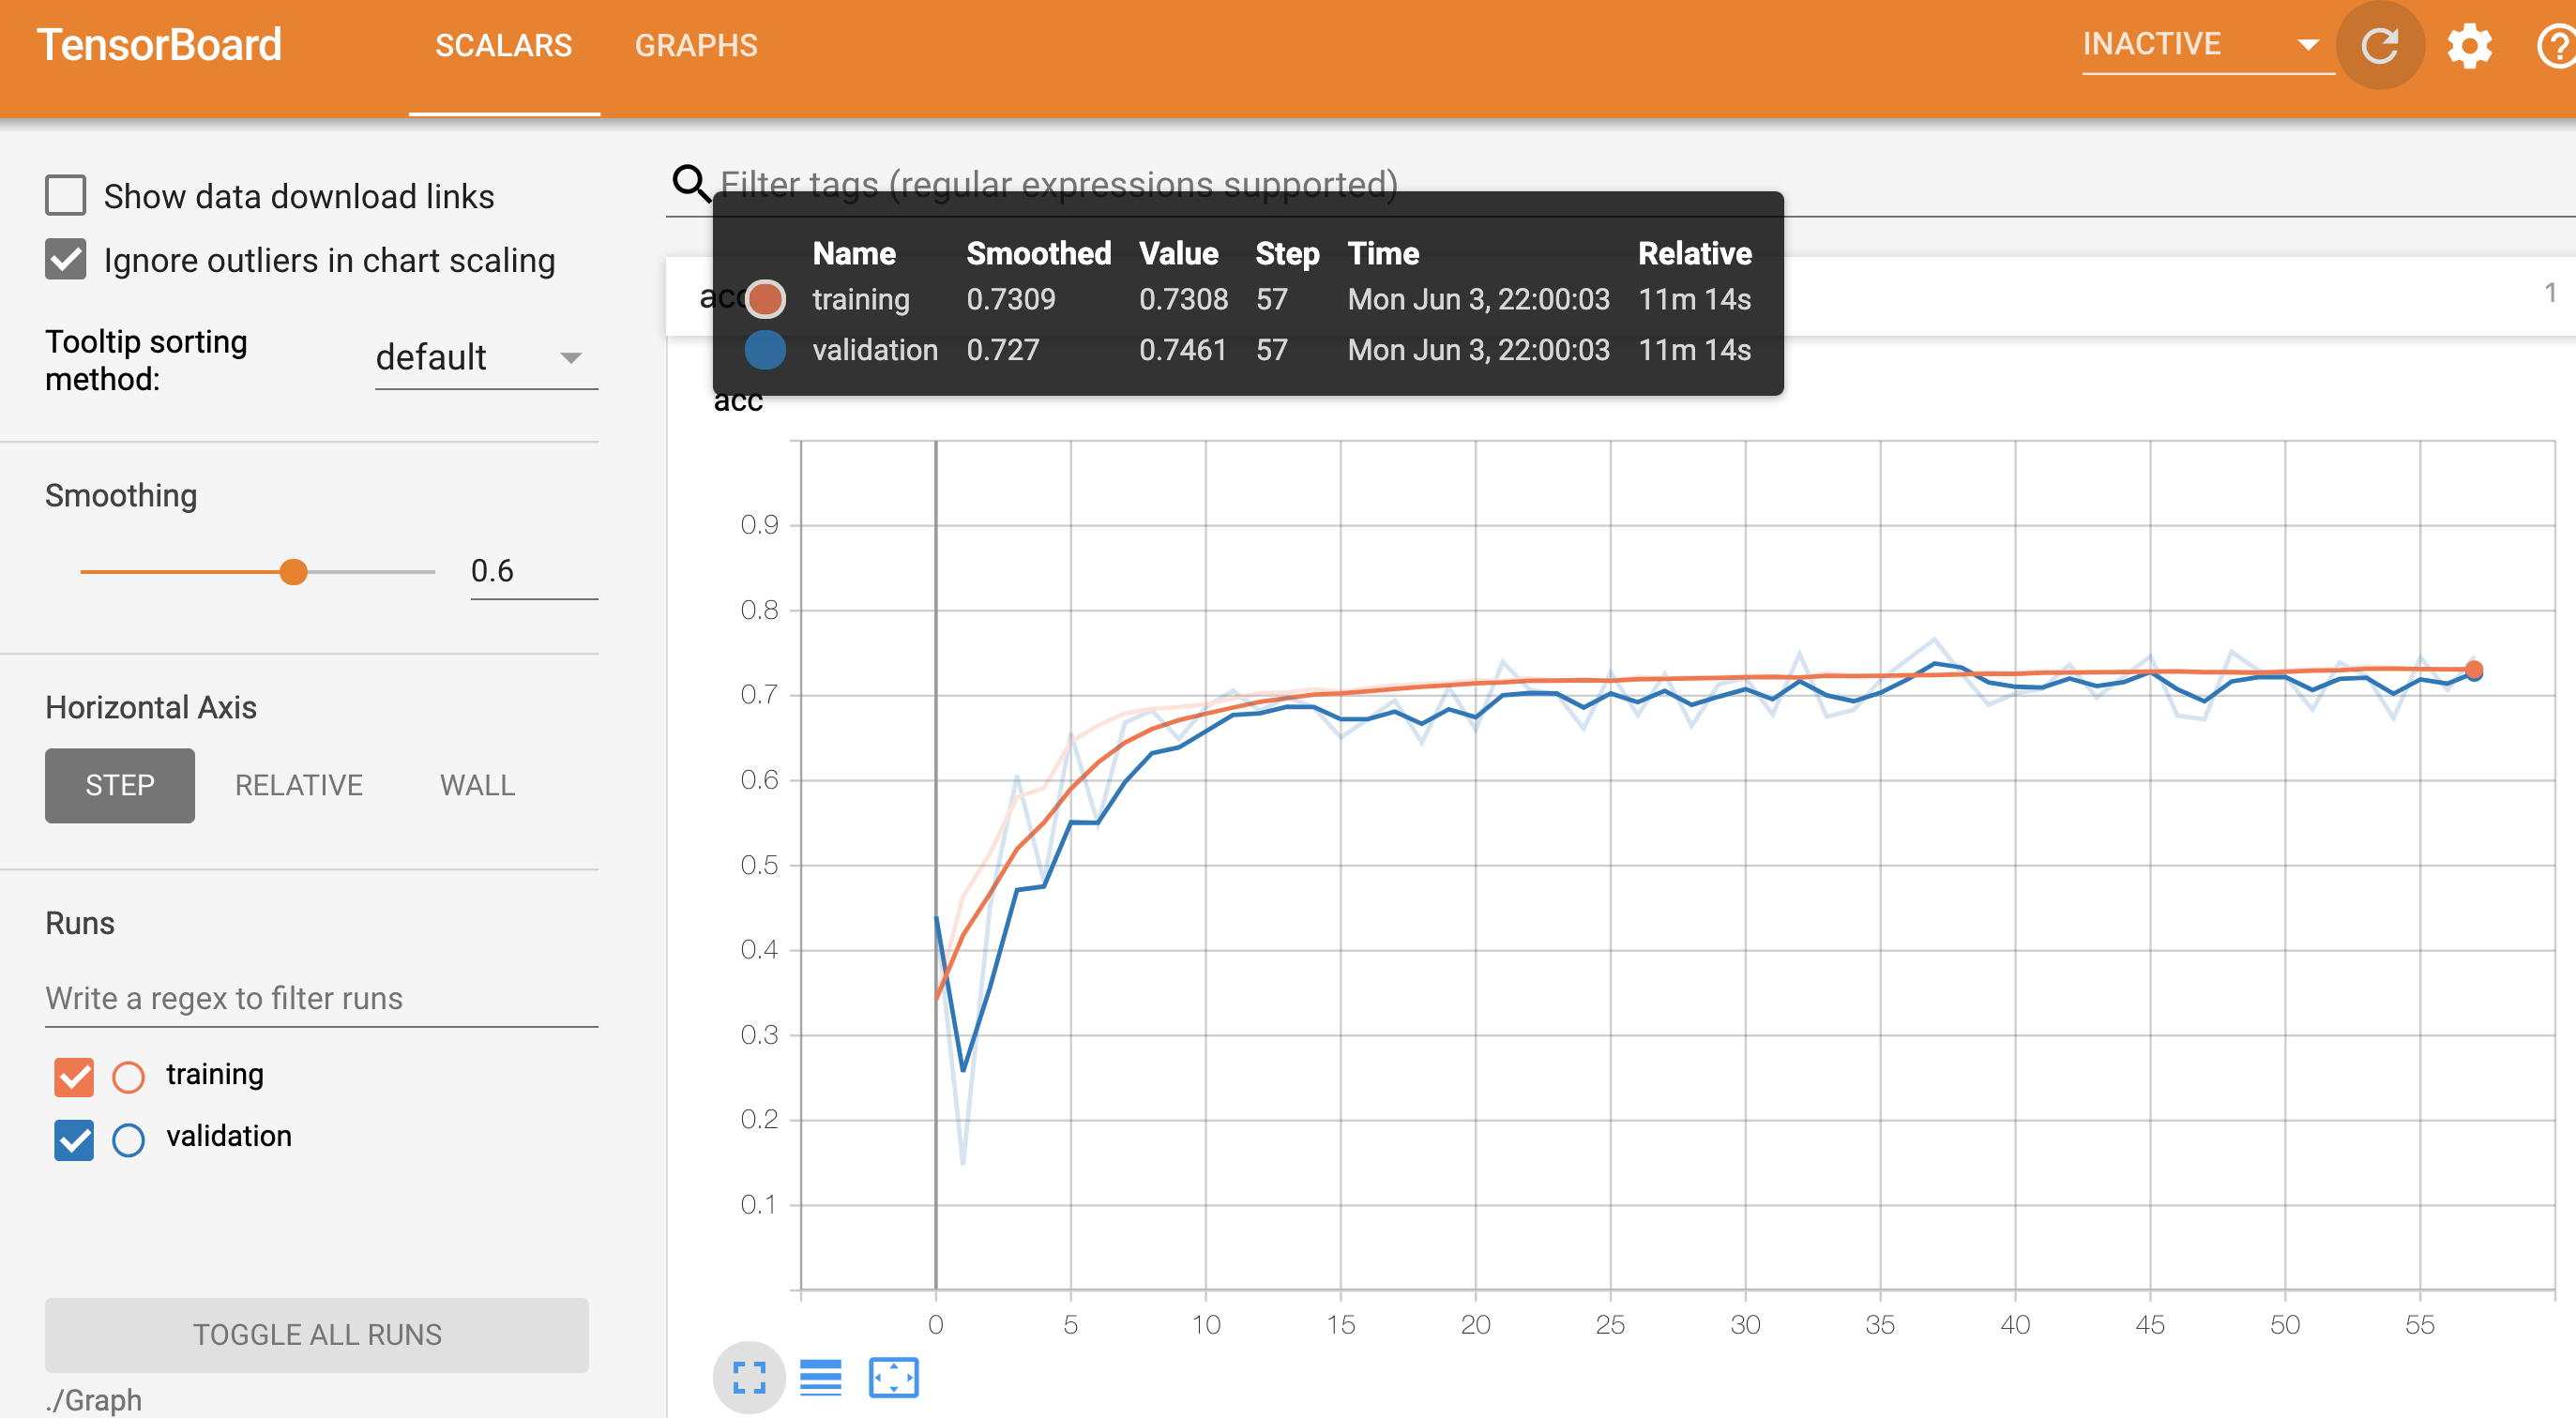 TensorBoard SCALARS GRAPHS INACTIVE
Show data download links
Ignore outliers in chart scaling
Tooltip sorting
method:
default
Smoothing
0.6
Horizontal Axis
STEP RELATIVE WALL
Runs
Write a regex to filter runs
training
validation
TOGGLE ALL RUNS
./Graph
Filter tags (regular expressions supported)
Name Smoothed Value Step Time Relative
training 0.7309 0.7308 57 Mon Jun 3, 22:00:03 11m 14s
validation 0.727 0.7461 57 Mon Jun 3, 22:00:03 11m 14s
acc
1
acc
0.9
0.8
0.7
0.6
0.5
0.4
0.3
0.2
0.1
0 5 10 15 20 25 30 35 40 45 50 55